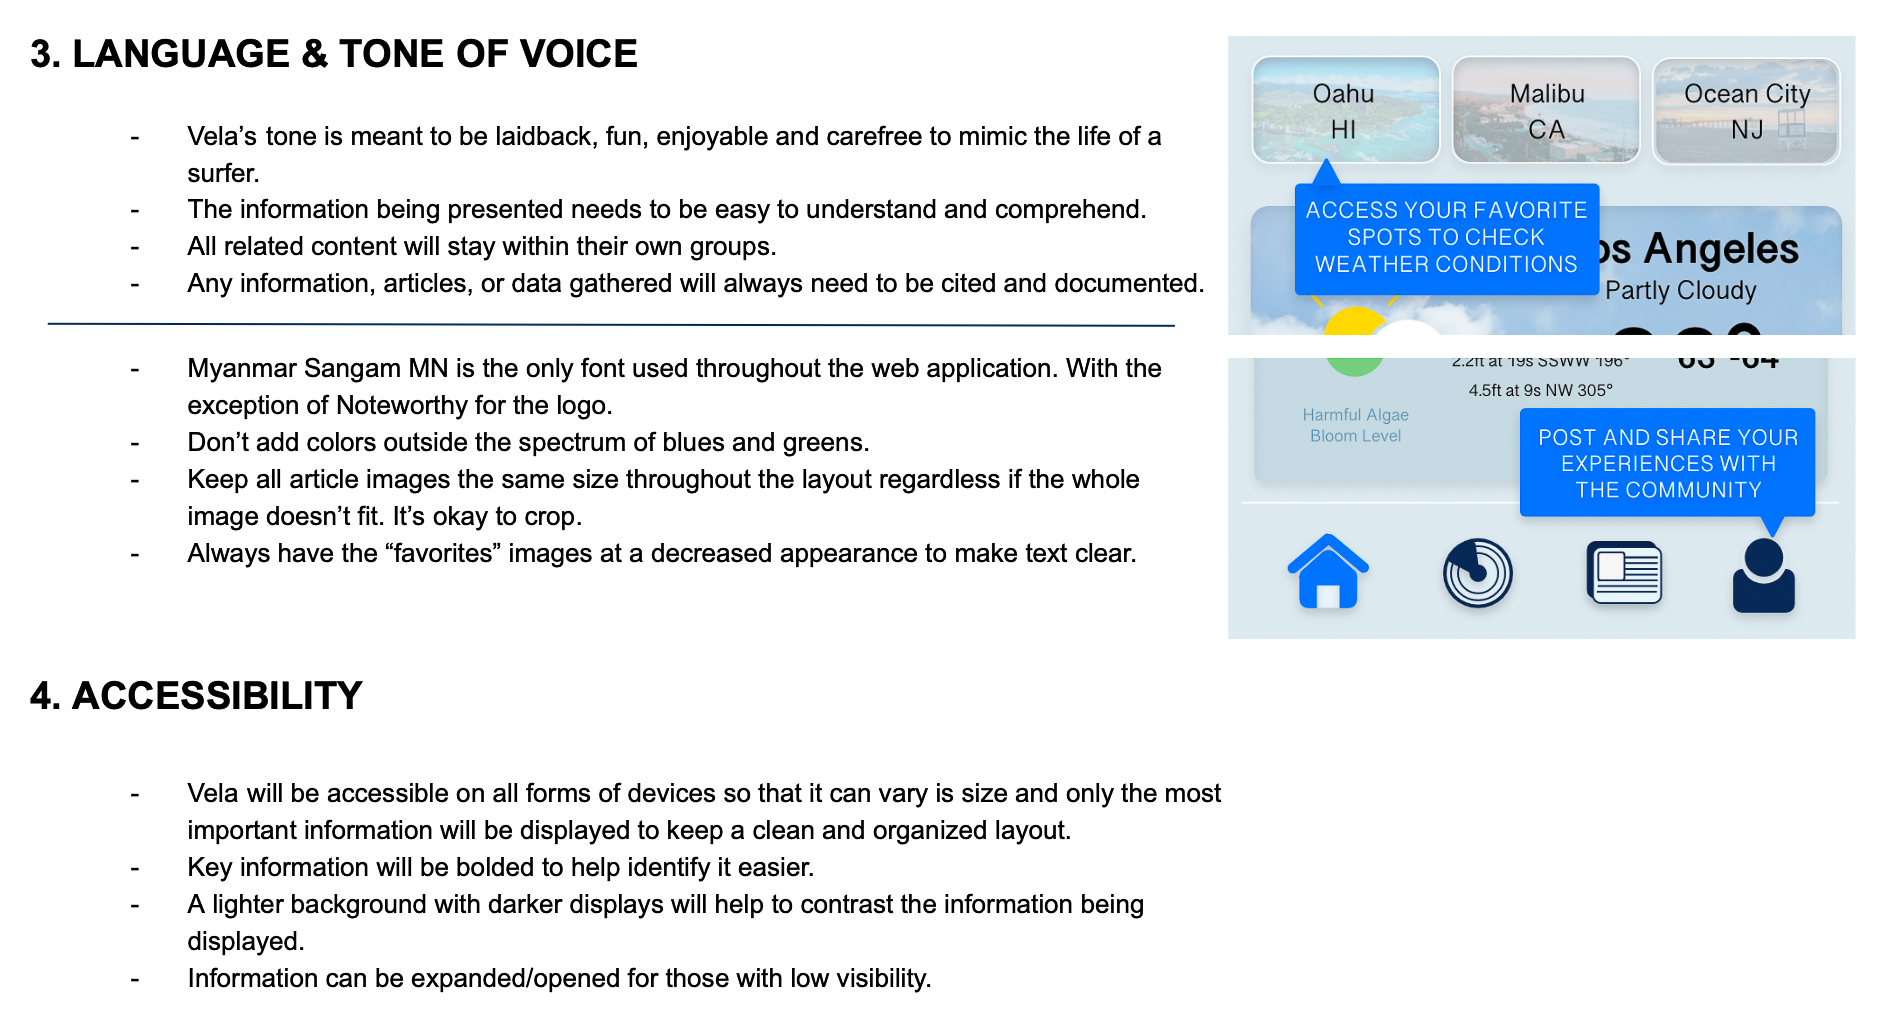 3. LANGUAGE & TONE OF VOICE
- Vela’s tone is meant to be laidback, fun, enjoyable and carefree to mimic the life of a
surfer.
- The information being presented needs to be easy to understand and comprehend.
- All related content will stay within their own groups.
- Any information, articles, or data gathered will always need to be cited and documented.
- Myanmar Sangam MN is the only font used throughout the web application. With the
exception of Noteworthy for the logo.
- Don’t add colors outside the spectrum of blues and greens.
- Keep all article images the same size throughout the layout regardless if the whole
image doesn’t fit. It’s okay to crop.
- Always have the “favorites” images at a decreased appearance to make text clear.
Oahu
HI
Malibu
CA
Ocean City
NJ
ACCESS YOUR FAVORITE
SPOTS TO CHECK
WEATHER CONDITIONS
os Angeles
Partly Cloudy
2.2ft at 19s SSWW 196°
4.5ft at 9s NW 305°
Harmful Algae
Bloom Level
POST AND SHARE YOUR
EXPERIENCES WITH
THE COMMUNITY
4. ACCESSIBILITY
- Vela will be accessible on all forms of devices so that it can vary is size and only the most
important information will be displayed to keep a clean and organized layout.
- Key information will be bolded to help identify it easier.
- A lighter background with darker displays will help to contrast the information being
displayed.
- Information can be expanded/opened for those with low visibility.